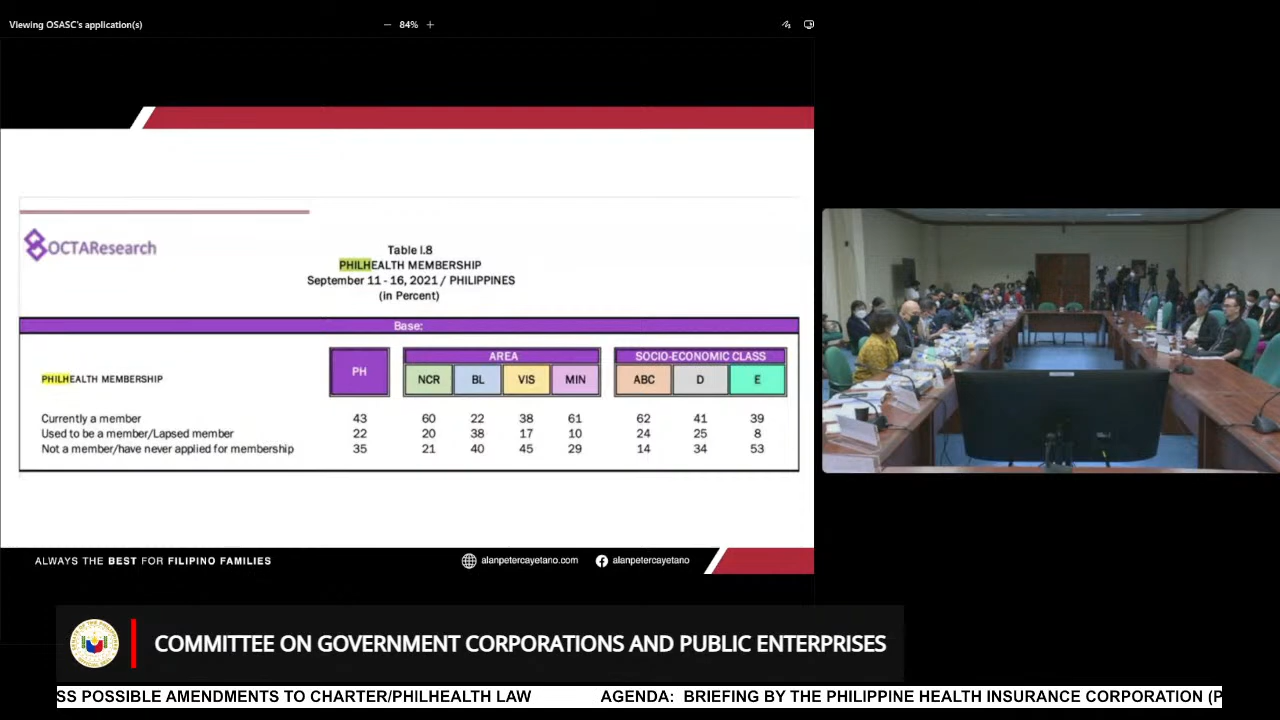 Viewing OSASC's application(s)
84%
OCTAResearch
Table I.8
PHILHEALTH MEMBERSHIP
September 11 - 16, 2021 / PHILIPPINES
(in Percent)
Base:
PHILHEALTH MEMBERSHIP
PH
AREA
SOCIO-ECONOMIC CLASS
NCR BL VIS MIN ABC D E
Currently a member 43 60 22 38 61 62 41 39
Used to be a member/Lapsed member 22 20 38 17 10 24 25 8
Not a member/have never applied for membership 35 21 40 45 29 14 34 53
ALWAYS THE BEST FOR FILIPINO FAMILIES
alanpetercayetano.com
alanpetercayetano
COMMITTEE ON GOVERNMENT CORPORATIONS AND PUBLIC ENTERPRISES
SS POSSIBLE AMENDMENTS TO CHARTER/PHILHEALTH LAW AGENDA: BRIEFING BY THE PHILIPPINE HEALTH INSURANCE CORPORATION (P